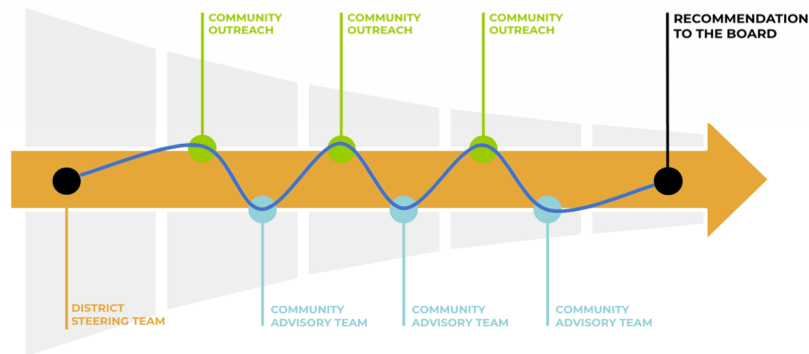 COMMUNITY
OUTREACH
COMMUNITY
OUTREACH
COMMUNITY
OUTREACH
RECOMMENDATION
TO THE BOARD
DISTRICT
STEERING TEAM
COMMUNITY
ADVISORY TEAM
COMMUNITY
ADVISORY TEAM
COMMUNITY
ADVISORY TEAM